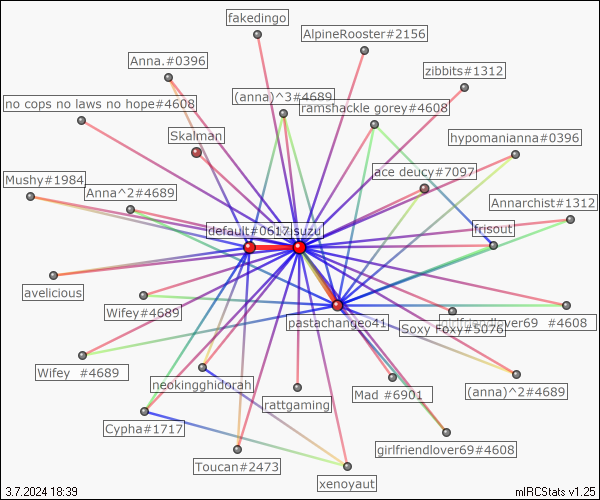 fakedingo
AlpineRooster#2156
Anna.#0396
zibbits#1312
(anna)^3#4689
no cops no laws no hope#4608
ramshackle gorey#4608
Skalman
hypomanianna#0396
ace deucy#7097
Mushy#1984
Anna^2#4689
Annarchist#1312
default#0617
suzu
frisout
avelicious
Wifey#4689
pastachangeo41
girlfriendlover69 #4608
Soxy Foxy#5076
Wifey #4689
neokingghidorah
rattgaming
Mad #6901
(anna)^2#4689
Cypha#1717
girlfriendlover69#4608
Toucan#2473
xenoyaut
3.7.2024 18:39
mIRCStats v1.25